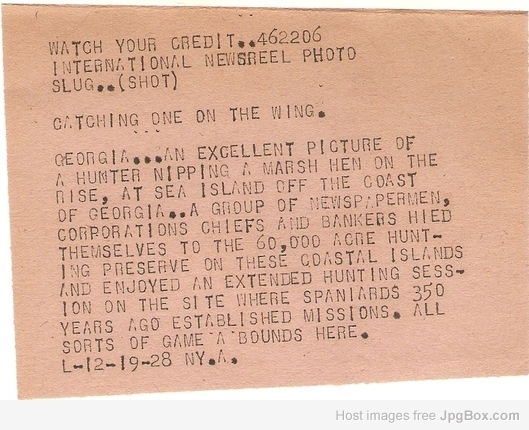 WATCH YOUR CREDIT..462206
INTERNATIONAL NEWSREEL PHOTO
SLUG..(SHOT)
CATCHING ONE ON THE WING.
GEORGIA...AN EXCELLENT PICTURE OF
A HUNTER NIPPING A MARSH HEN ON THE
RISE, AT SEA ISLAND OFF THE COAST
OF GEORGIA..A GROUP OF NEWSPAPERMEN,
CORPORATIONS CHIEFS AND BANKERS HIED
THEMSELVES TO THE 60,000 ACRE HUNT-
ING PRESERVE ON THESE COASTAL ISLANDS
AND ENJOYED AN EXTENDED HUNTING SESS-
ION ON THE SITE WHERE SPANIARDS 350
YEARS AGO ESTABLISHED MISSIONS. ALL
SORTS OF GAME A BOUNDS HERE.
L-12-19-28 NY.A.
Host images free JpgBox.com